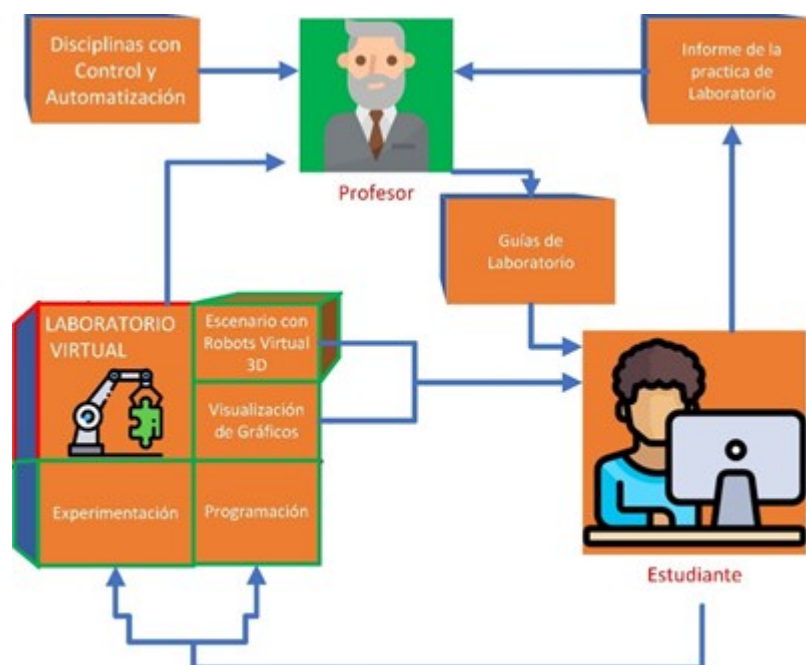 Disciplinas con
Control y
Automatización
Informe de la
practica de
Laboratorio
Profesor
Guías de
Laboratorio
LABORATORIO
VIRTUAL
Escenario con
Robots Virtual
3D
Visualización
de Gráficos
Experimentación
Programación
Estudiante